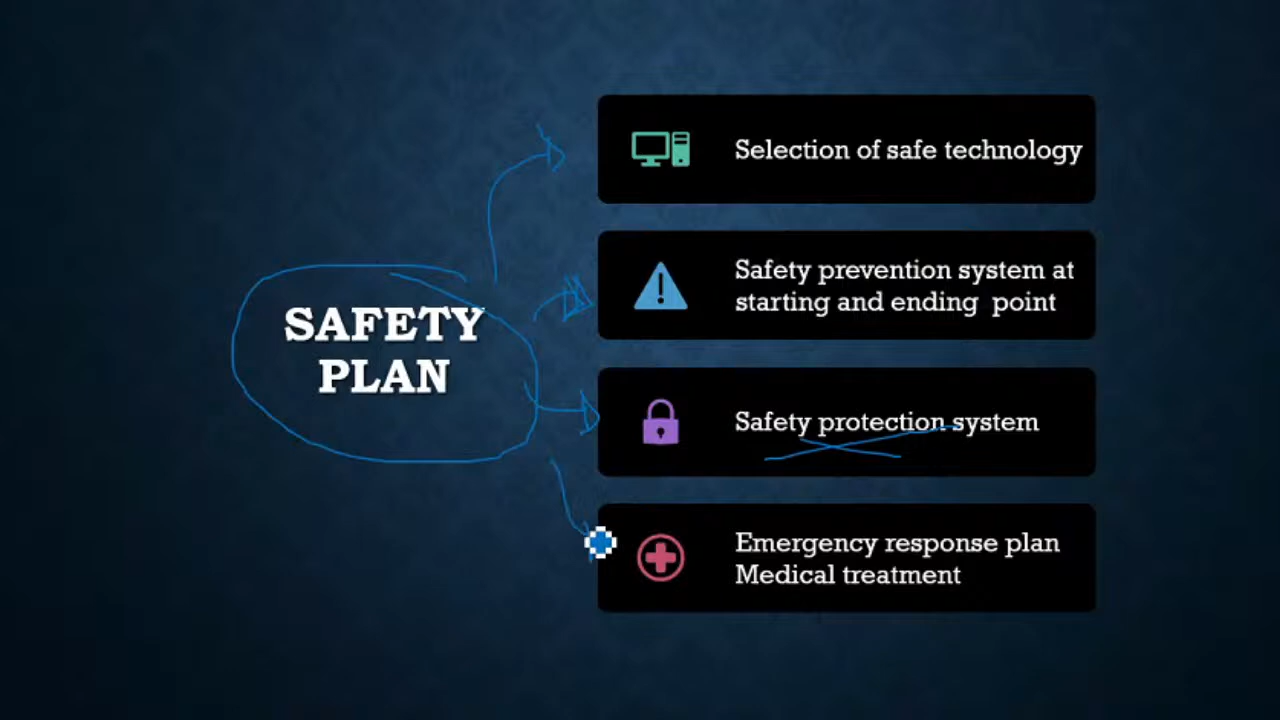 SAFETY
PLAN
Selection of safe technology
Safety prevention system at
starting and ending point
Safety protection system
Emergency response plan
Medical treatment